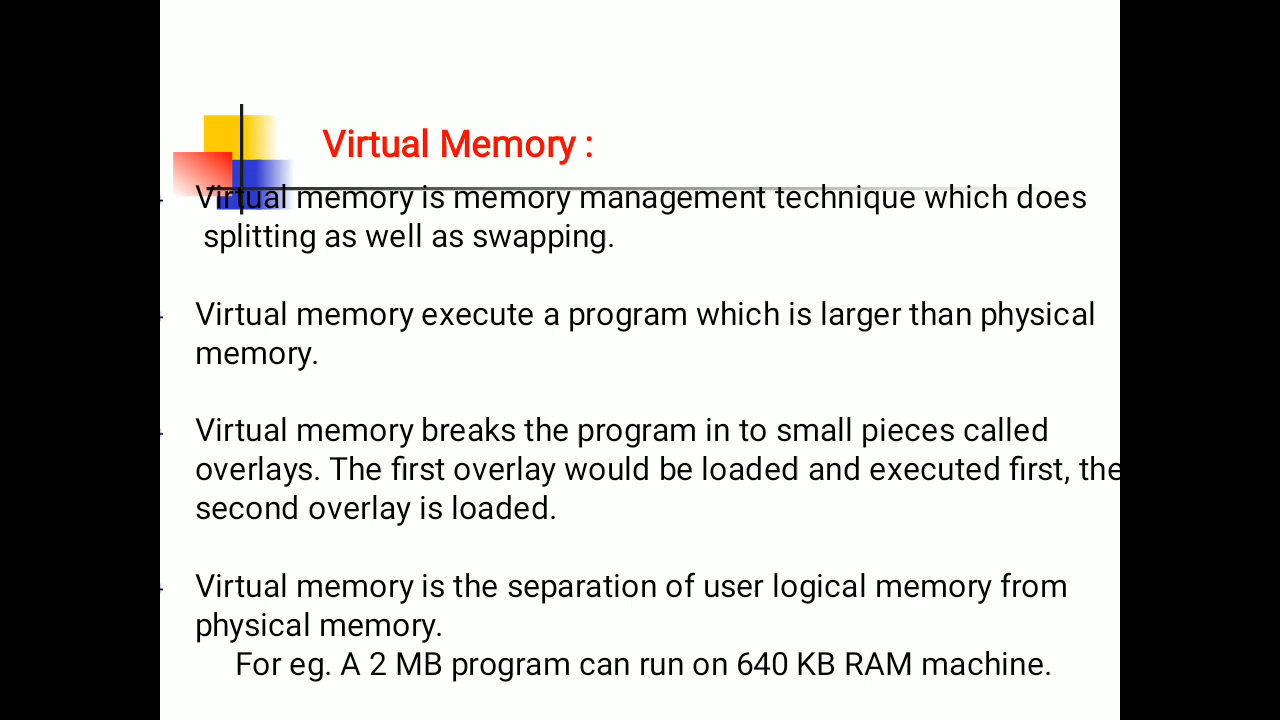 Virtual Memory :
Virtual memory is memory management technique which does
splitting as well as swapping.
Virtual memory execute a program which is larger than physical
memory.
Virtual memory breaks the program in to small pieces called
overlays. The first overlay would be loaded and executed first, the
second overlay is loaded.
Virtual memory is the separation of user logical memory from
physical memory.
For eg. A 2 MB program can run on 640 KB RAM machine.